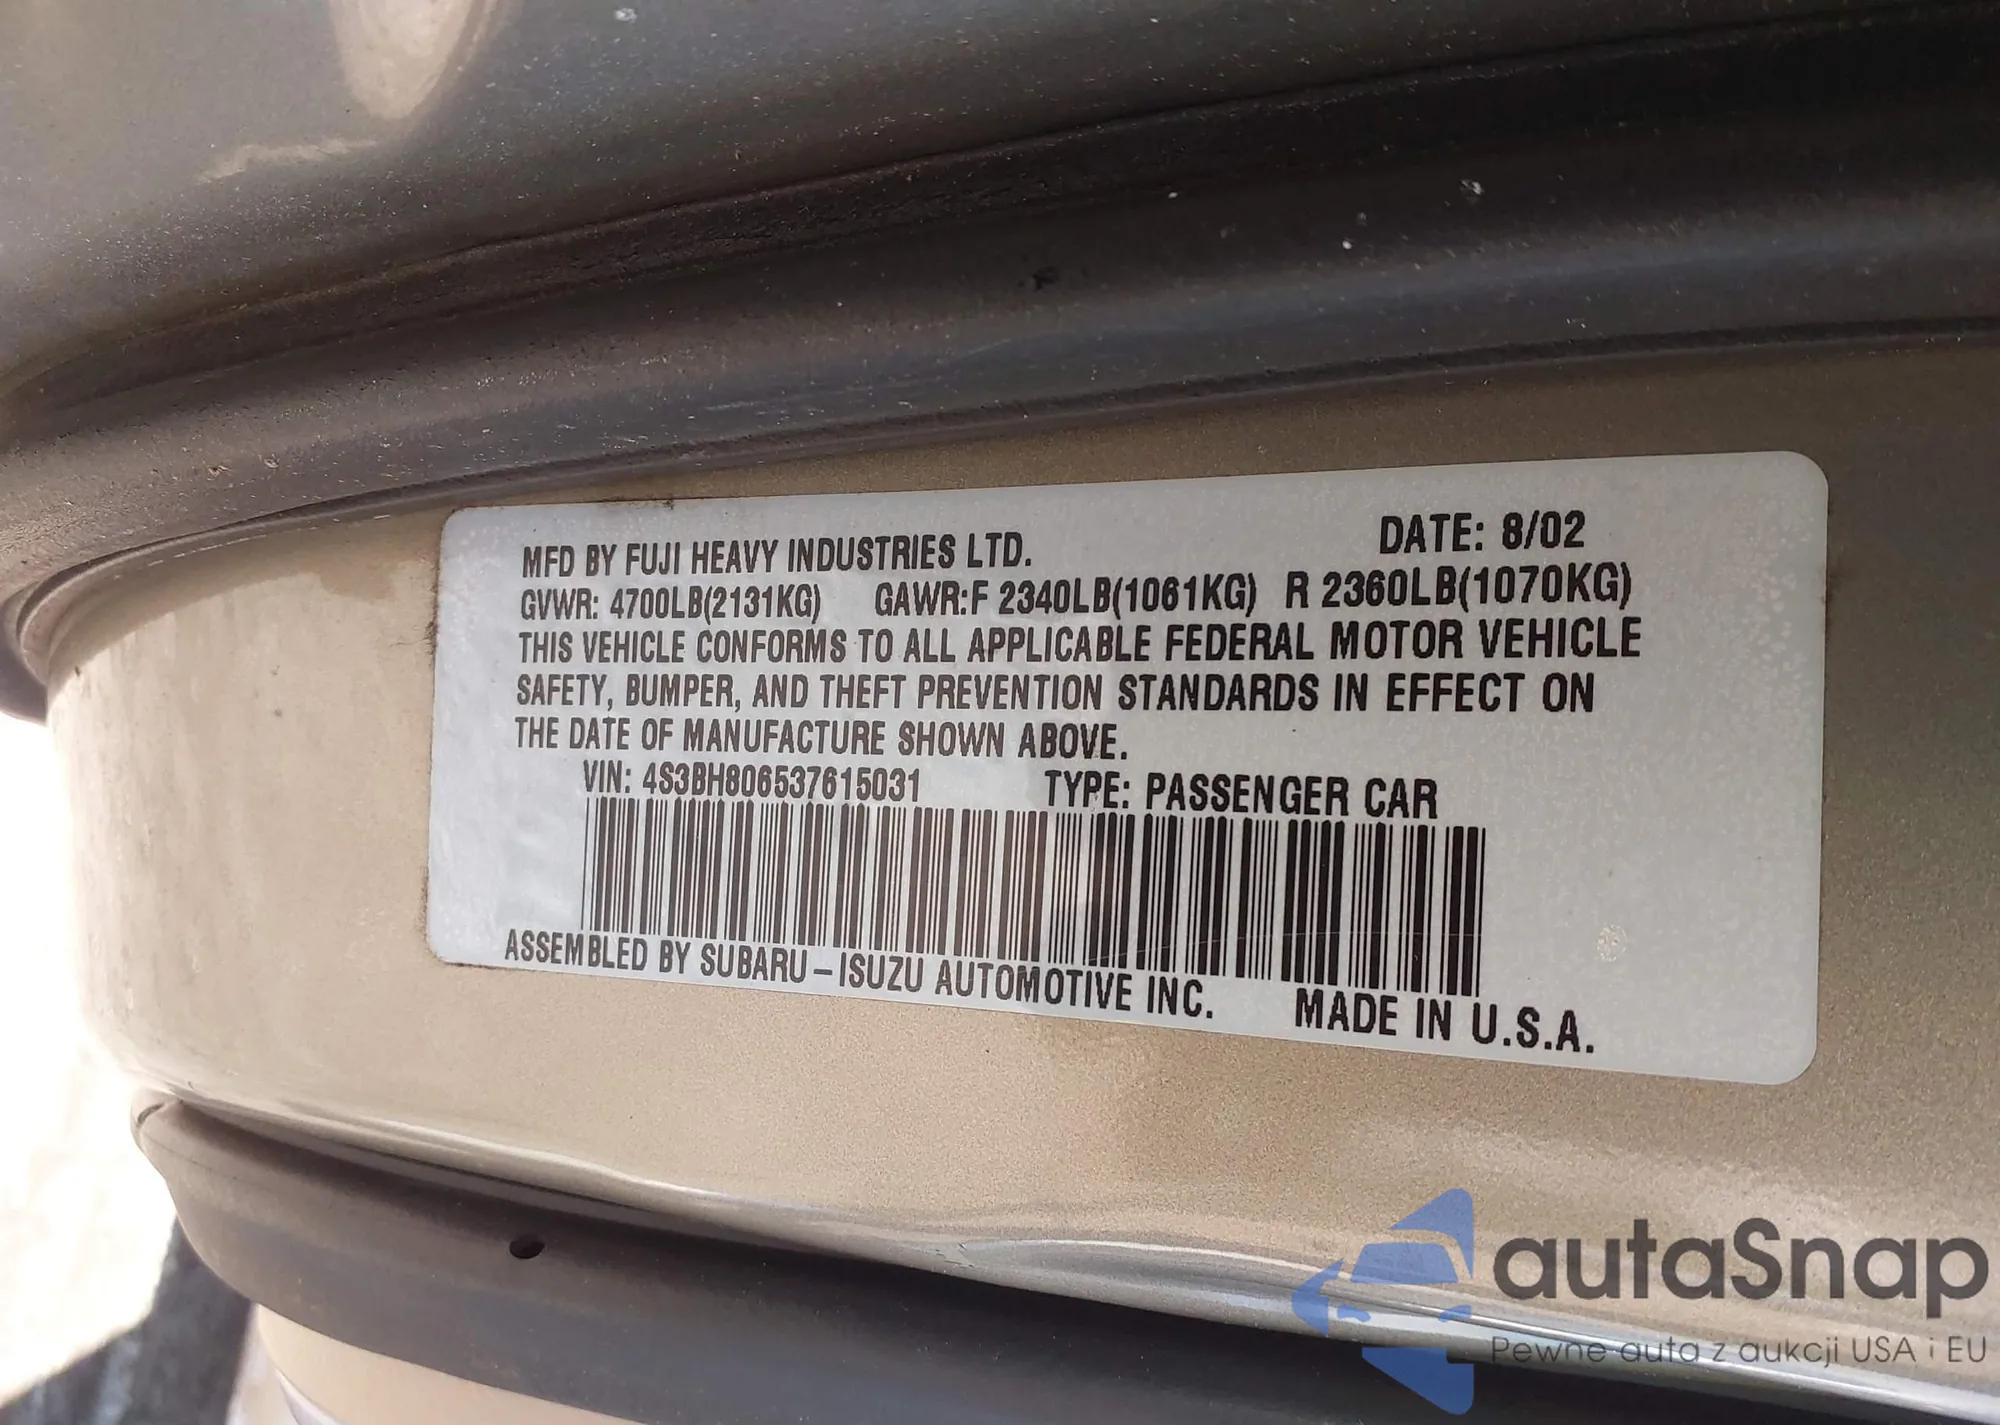 MFD BY FUJI HEAVY INDUSTRIES LTD. DATE: 8/02
GVWR: 4700LB(2131KG) GAWR:F 2340LB(1061KG) R 2360LB(1070KG)
THIS VEHICLE CONFORMS TO ALL APPLICABLE FEDERAL MOTOR VEHICLE
SAFETY, BUMPER, AND THEFT PREVENTION STANDARDS IN EFFECT ON
THE DATE OF MANUFACTURE SHOWN ABOVE.
VIN: 4S3BH806537615031 TYPE: PASSENGER CAR
ASSEMBLED BY SUBARU-ISUZU AUTOMOTIVE INC. MADE IN U.S.A.
autaSnap
Pewne auta z aukcji USA i EU